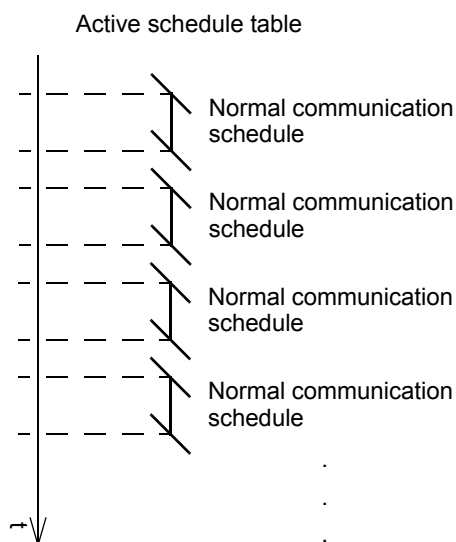 Active schedule table
Normal communication
schedule
Normal communication
schedule
Normal communication
schedule
Normal communication
schedule
.
.
.
t